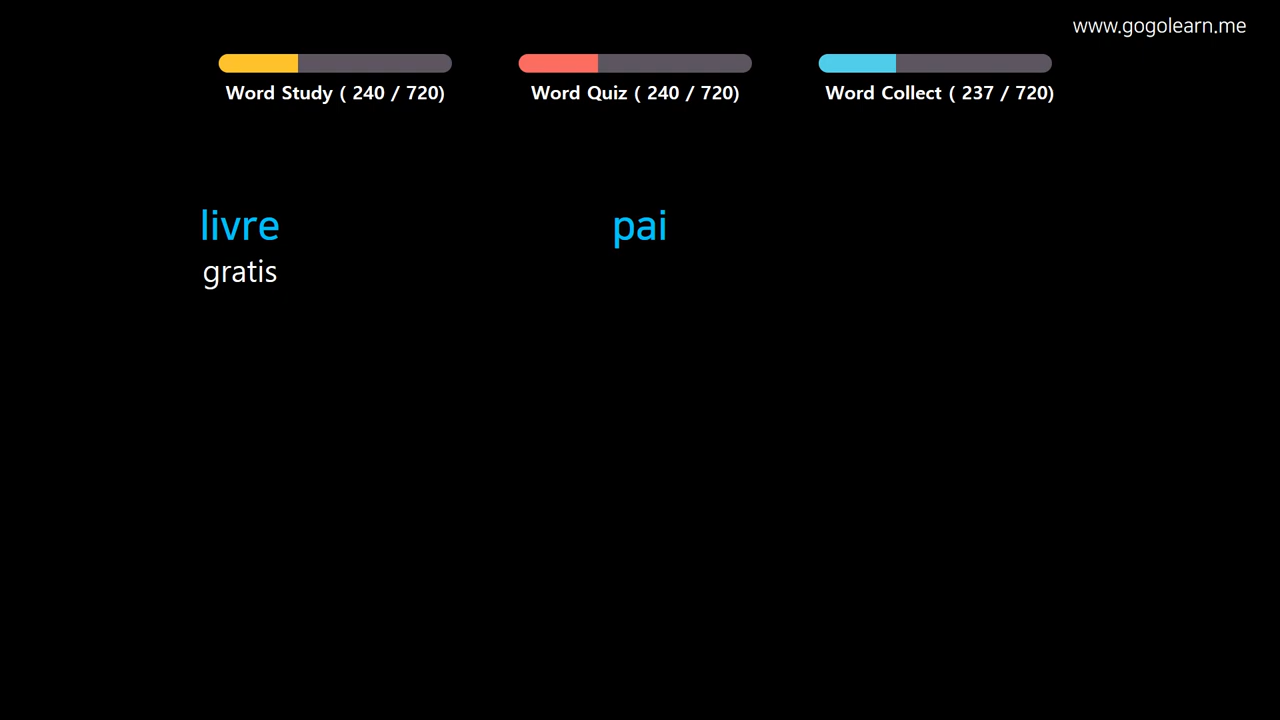 www.gogolearn.me
Word Study ( 240 / 720)
Word Quiz ( 240 / 720)
Word Collect ( 237 / 720)
livre
pai
gratis